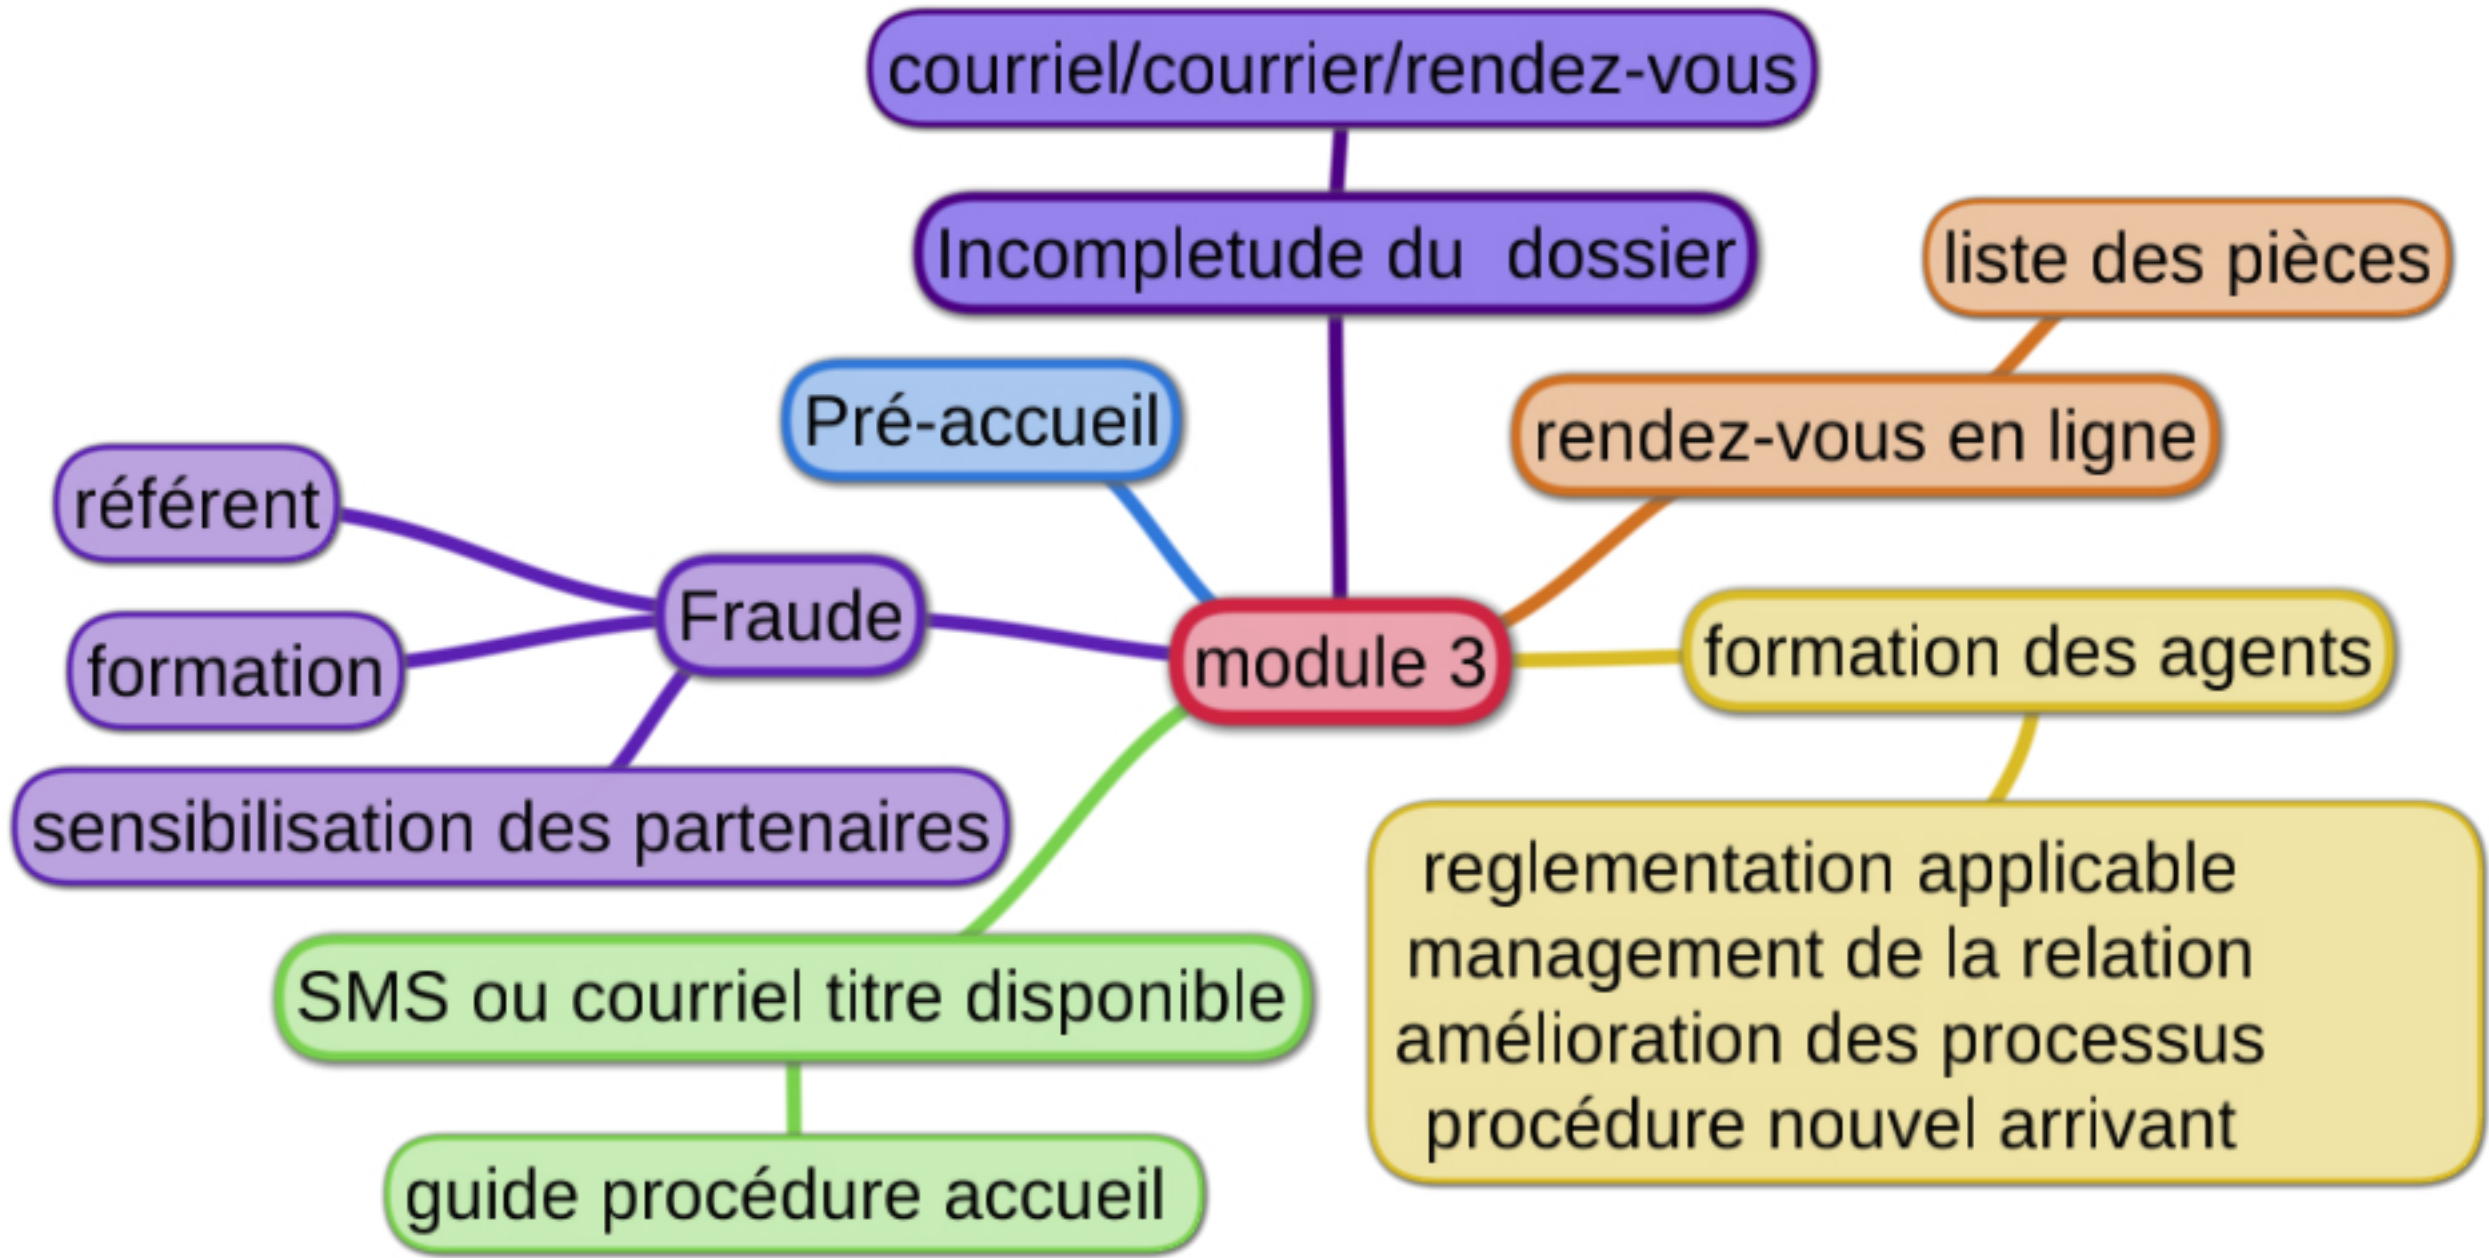 courriel/courrier/rendez-vous
Incompletude du  dossier
liste des pièces
Pré-accueil
rendez-vous en ligne
référent
Fraude
formation
module 3
formation des agents
sensibilisation des partenaires
reglementation applicable
management de la relation
amélioration des processus
procédure nouvel arrivant
SMS ou courriel titre disponible
guide procédure accueil